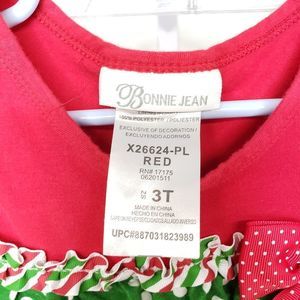 BONNIE JEAN
100% POLYESTER / POLIESTER
EXCLUSIVE OF DECORATION /
EXCLUYENDO ADORNOS
X26624-PL
RED
RN# 17175
06201511
3T
MADE IN CHINA
HECHO EN CHINA
UPC#887031823989